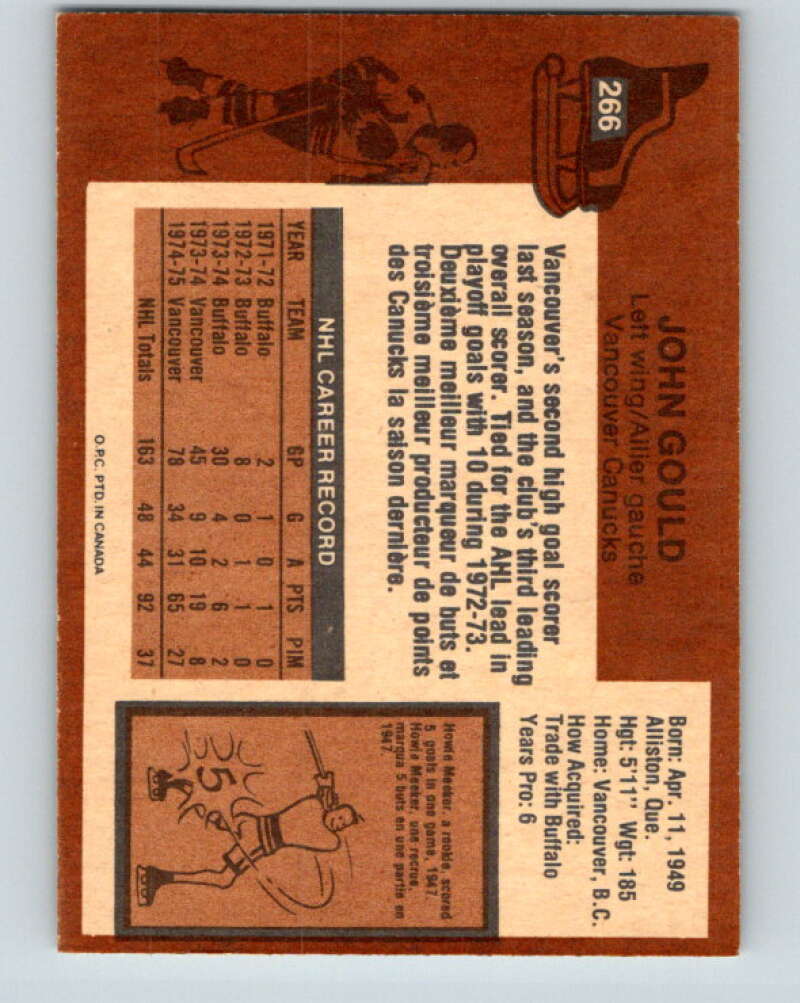 266
JOHN GOULD
Left wing/Ailier gauche
Vancouver Canucks
Born: Apr. 11, 1949
Alliston, Que.
Hgt: 5'11" Wgt: 185
Home: Vancouver, B.C.
How Acquired:
Trade with Buffalo
Years Pro: 6
Vancouver's second high goal scorer
last season, and the club's third leading
overall scorer. Tied for the AHL lead in
playoff goals with 10 during 1972-73.
Deuxième meilleur marqueur de buts et
troisième meilleur producteur de points
des Canucks la saison dernière.
NHL CAREER RECORD
YEAR TEAM GP G A PTS PIM
1971-72 Buffalo 2 1 0 1 0
1972-73 Buffalo 8 0 1 1 0
1973-74 Buffalo 30 4 2 6 2
1973-74 Vancouver 45 9 10 19 8
1974-75 Vancouver 78 34 31 65 27
NHL Totals 163 48 44 92 37
Howie Meeker, a rookie, scored
5 goals in one game, 1947.
Howie Meeker, une recrue,
marqua 5 buts en une partie en
1947.
5
O.P.C. PTD. IN CANADA